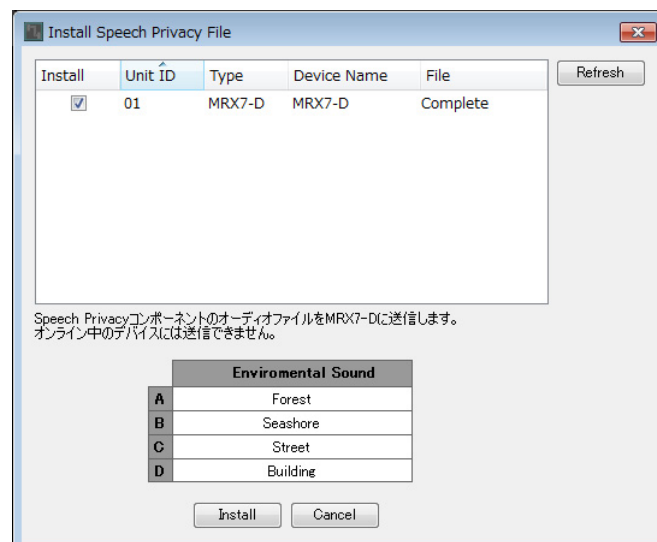 Install Speech Privacy File
Install Unit ID Type Device Name File Refresh
01 MRX7-D MRX7-D Complete
Speech Privacyコンポーネントのオーディオファイルを MRX7-Dに送信します。
オンライン中のデバイスには送信できません。
Enviromental Sound
A Forest
B Seashore
C Street
D Building
Install Cancel